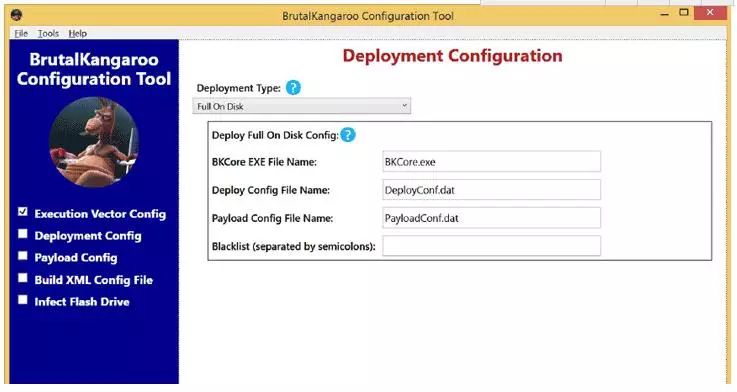 BrutalKangaroo Configuration Tool
File Tools Help
BrutalKangaroo
Configuration Tool
Execution Vector Config
Deployment Config
Payload Config
Build XML Config File
Infect Flash Drive
Deployment Configuration
Deployment Type: ?
Full On Disk
Deploy Full On Disk Config: ?
BKCore EXE File Name: BKCore.exe
Deploy Config File Name: DeployConf.dat
Payload Config File Name: PayloadConf.dat
Blacklist (separated by semicolons):